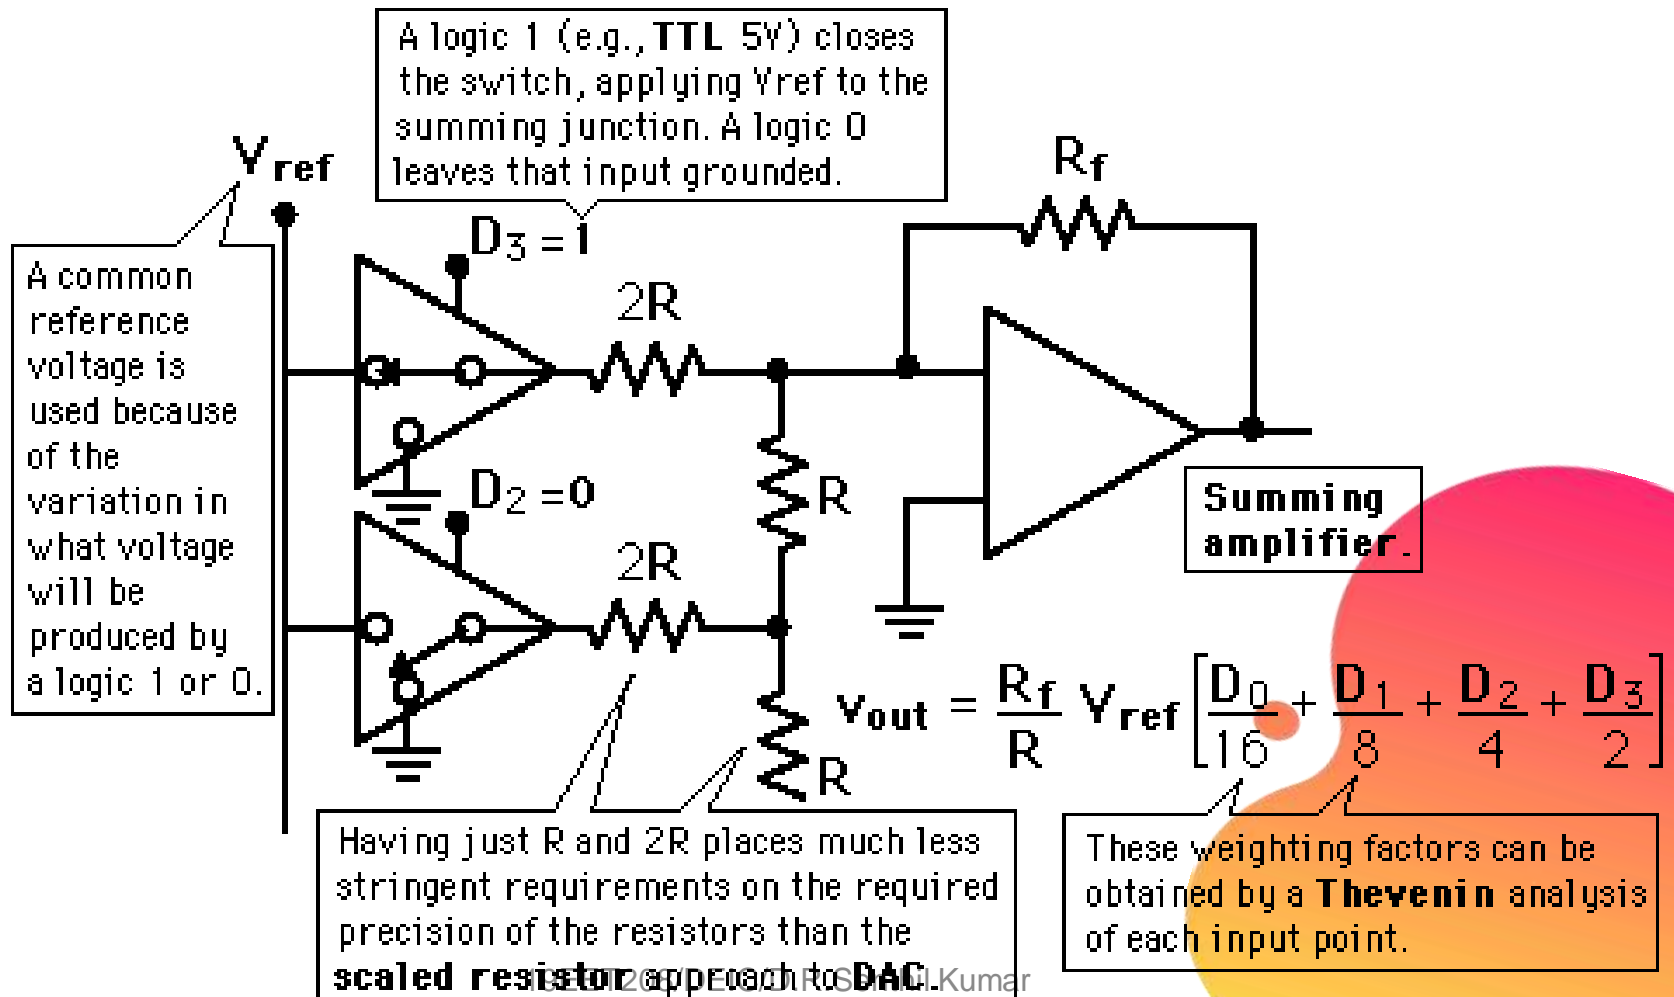 A logic 1 (e.g., TTL 5V) closes
the switch, applying Vref to the
summing junction. A logic 0
leaves that input grounded.
Vref
Rf
D3 = 1
2R
A common
reference
voltage is
used because
of the
variation in
what voltage
will be
produced by
a logic 1 or 0.
D2 = 0
R
2R
Summing
amplifier.
R
vout = Rf/R Vref [D0/16 + D1/8 + D2/4 + D3/2]
Having just R and 2R places much less
stringent requirements on the required
precision of the resistors than the
scaled resistor approach to DAC.
These weighting factors can be
obtained by a Thevenin analysis
of each input point.
Kumar